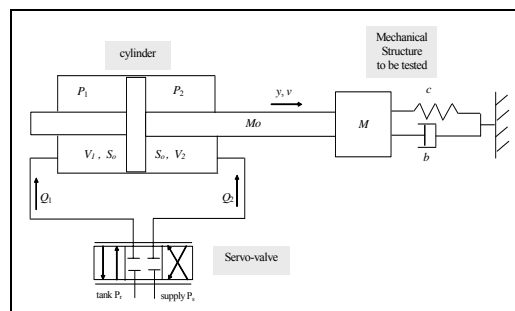 cylinder
Mechanical
Structure
to be tested
P1
P2
y, v
c
Mo
M
V1 , So
So, V2
b
Q1
Q2
Servo-valve
tank Pr
supply Ps